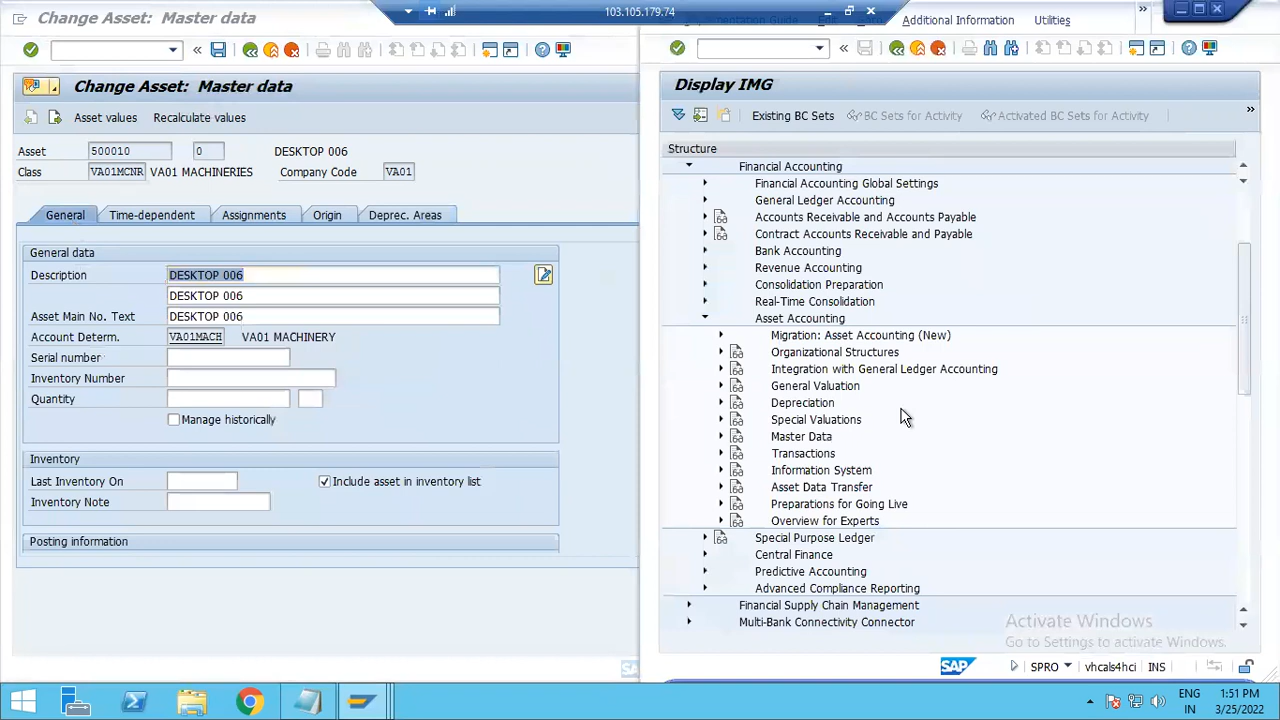 Change Asset: Master data
103.105.179.74
Additional Information
Utilities
Change Asset: Master data
Display IMG
Asset values
Recalculate values
Existing BC Sets
BC Sets for Activity
Activated BC Sets for Activity
Asset 500010 0 DESKTOP 006
Class VA01MCNR VA01 MACHINERIES Company Code VA01
General Time-dependent Assignments Origin Deprec. Areas
General data
Description DESKTOP 006
DESKTOP 006
Asset Main No. Text DESKTOP 006
Account Determ. VA01MACH VA01 MACHINERY
Serial number
Inventory Number
Quantity
Manage historically
Inventory
Last Inventory On
Include asset in inventory list
Inventory Note
Posting information
Structure
Financial Accounting
Financial Accounting Global Settings
General Ledger Accounting
Accounts Receivable and Accounts Payable
Contract Accounts Receivable and Payable
Bank Accounting
Revenue Accounting
Consolidation Preparation
Real-Time Consolidation
Asset Accounting
Migration: Asset Accounting (New)
Organizational Structures
Integration with General Ledger Accounting
General Valuation
Depreciation
Special Valuations
Master Data
Transactions
Information System
Asset Data Transfer
Preparations for Going Live
Overview for Experts
Special Purpose Ledger
Central Finance
Predictive Accounting
Advanced Compliance Reporting
Financial Supply Chain Management
Multi-Bank Connectivity Connector
Activate Windows
Go to Settings to activate Windows.
SAP
SPRO vhcals4hci INS
ENG 1:51 PM
IN 3/25/2022